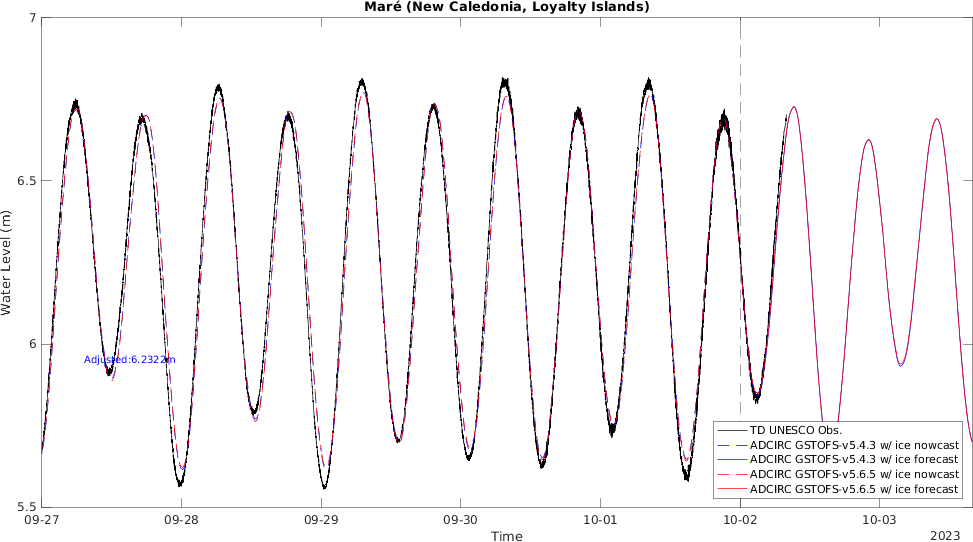 Maré (New Caledonia, Loyalty Islands)
Water Level (m)
7
6.5
6
5.5
Adjusted:6.2322m
TD UNESCO Obs.
ADCIRC GSTOFS-v5.4.3 w/ ice nowcast
ADCIRC GSTOFS-v5.4.3 w/ ice forecast
ADCIRC GSTOFS-v5.6.5 w/ ice nowcast
ADCIRC GSTOFS-v5.6.5 w/ ice forecast
09-27 09-28 09-29 09-30 10-01 10-02 10-03
Time
2023